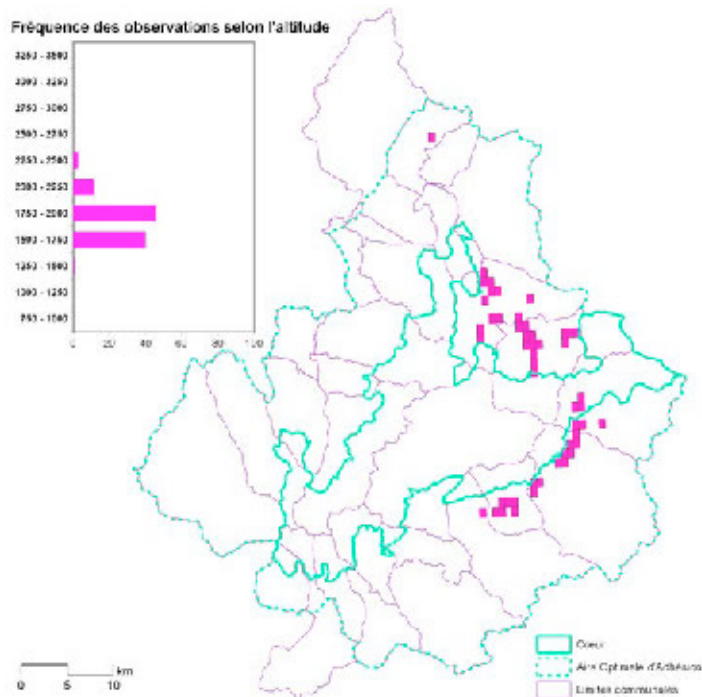 Fréquence des observations selon l'altitude
3250 - 3500
3000 - 3250
2750 - 3000
2500 - 2750
2250 - 2500
2000 - 2250
1750 - 2000
1500 - 1750
1250 - 1500
1000 - 1250
750 - 1000
0 20 40 60 80 100
Coeur
Aire Optimale d'Adhésion
Limites communales
0 5 10 km